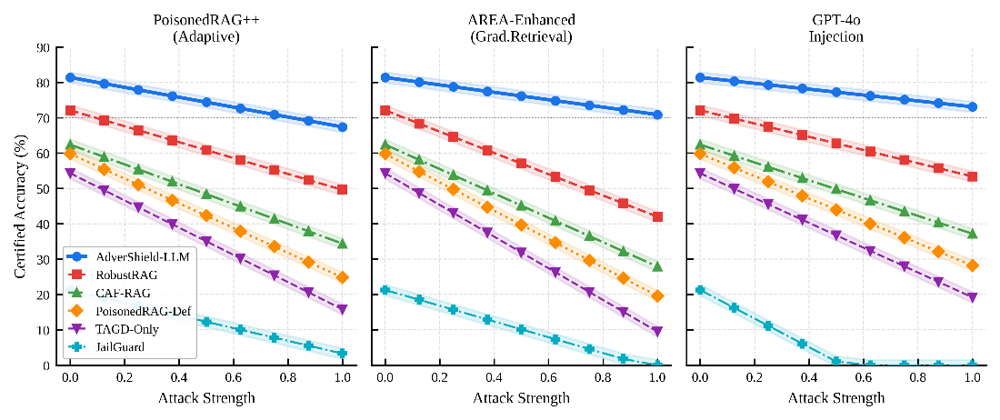 PoisonedRAG++
(Adaptive)
AREA-Enhanced
(Grad.Retrieval)
GPT-4o
Injection
Certified Accuracy (%)
90
80
70
60
50
40
30
20
10
0
AdverShield-LLM
RobustRAG
CAF-RAG
PoisonedRAG-Def
TAGD-Only
JailGuard
0.0 0.2 0.4 0.6 0.8 1.0
0.0 0.2 0.4 0.6 0.8 1.0
0.0 0.2 0.4 0.6 0.8 1.0
Attack Strength
Attack Strength
Attack Strength